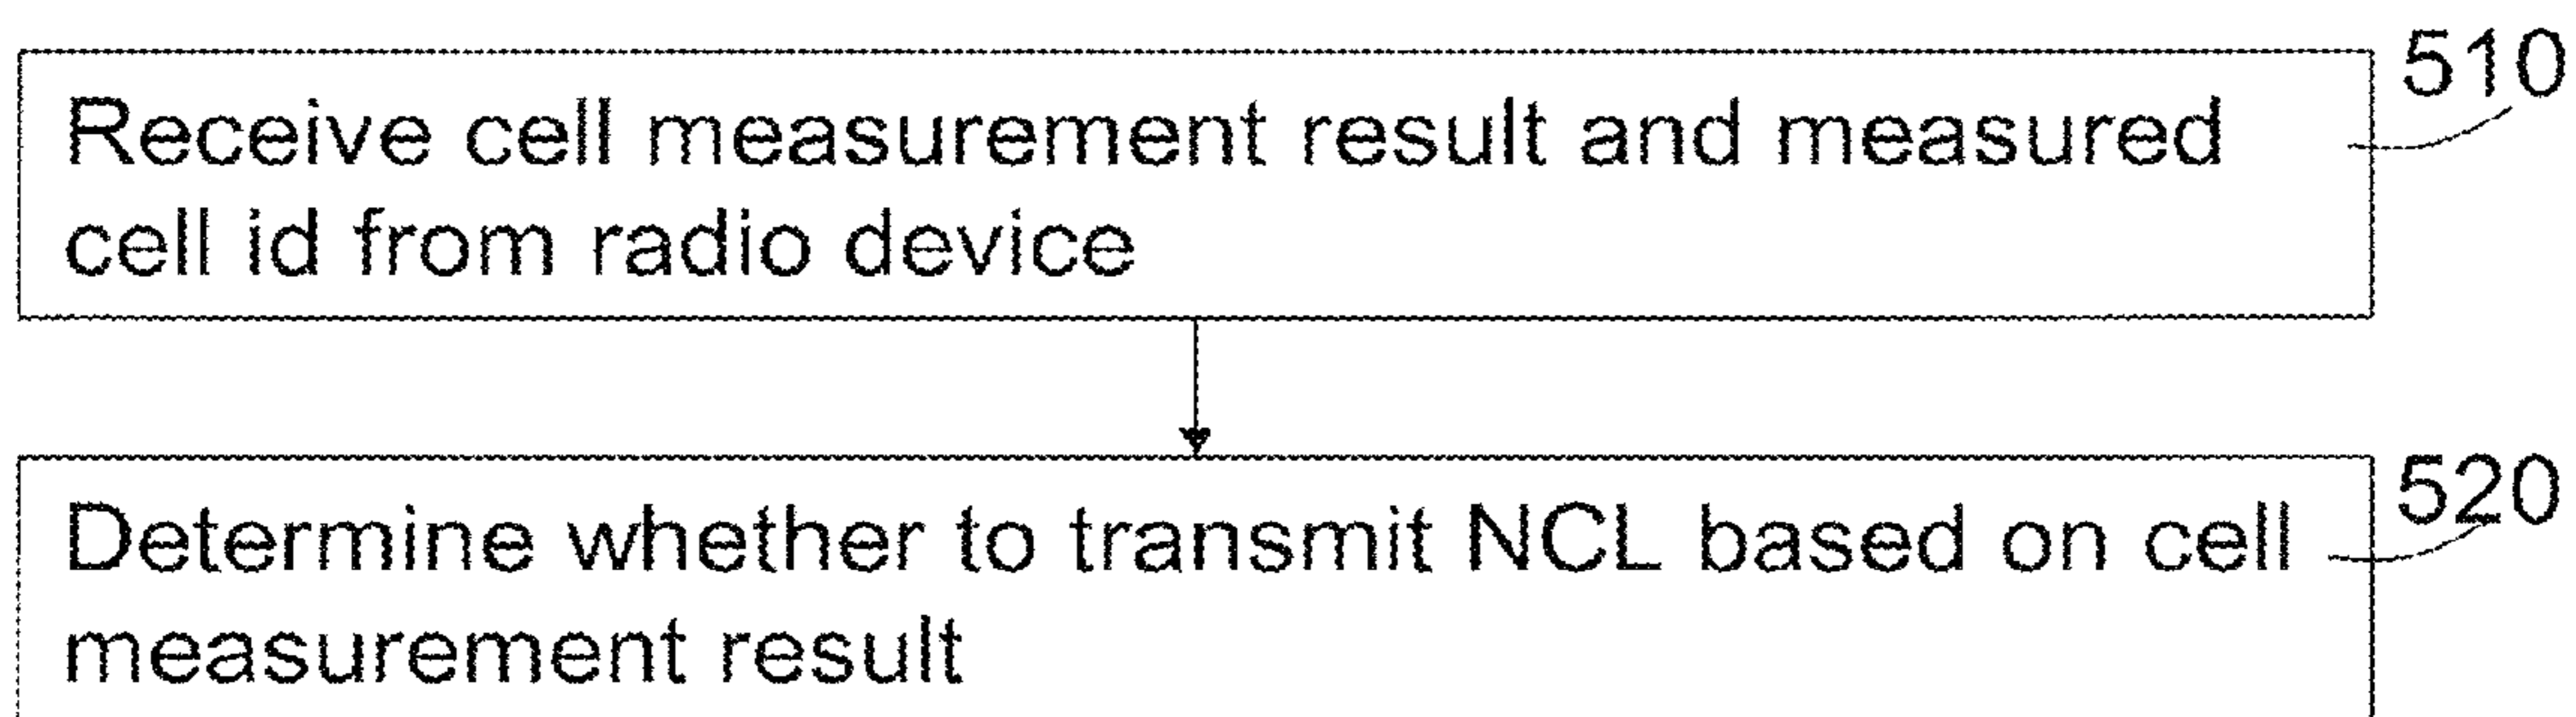 510
Receive cell measurement result and measured
cell id from radio device
520
Determine whether to transmit NCL based on cell
measurement result